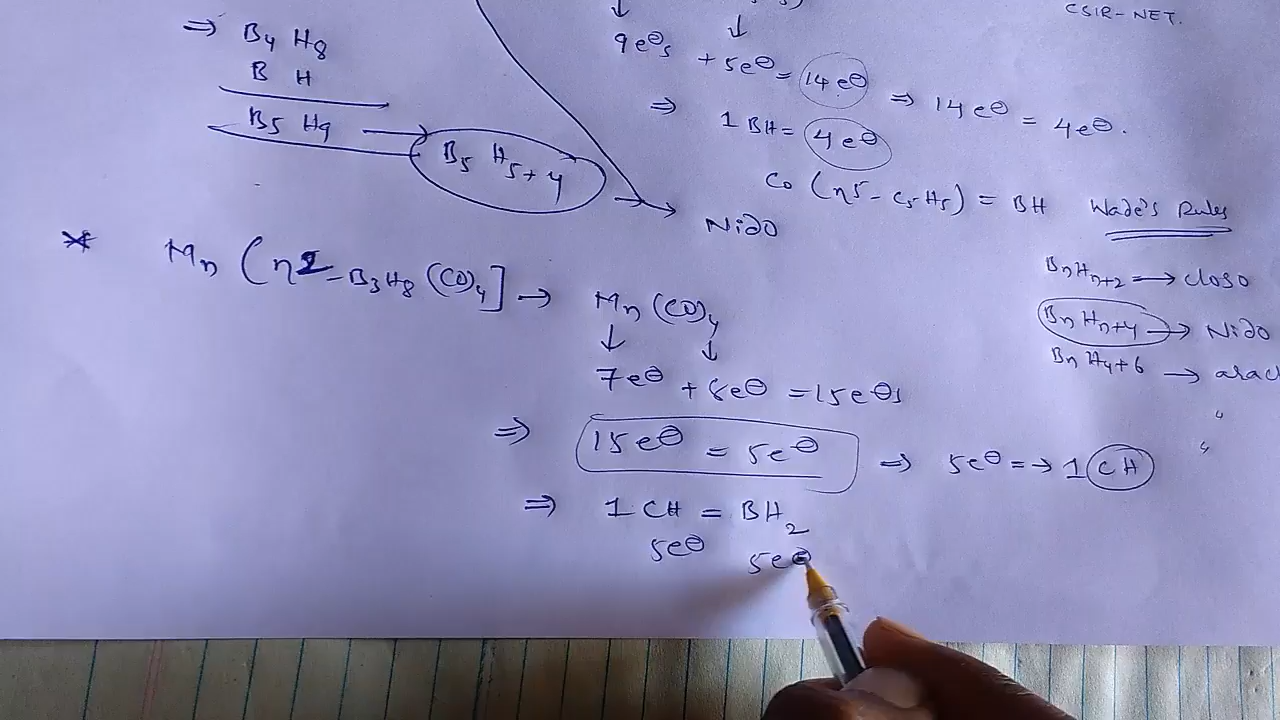 CSIR-NET.
⇒ B4 H8
B H
B5 H9 → B5 H5+4
→ Nido
9e⊖s + 5e⊖ = 14e⊖ ⇒ 14e⊖ = 4e⊖.
⇒ 1 BH = 4e⊖
Co (η5-C5H5) = BH
Wade's Rules
BnHn+2 → closo
BnHn+4 → Nido
BnH4+6 → arac
"
"
* Mn (η2-B3H8 (CO)4] → Mn (CO)4
↓ ↓
7e⊖ + 8e⊖ = 15e⊖s
⇒ 15e⊖ = 5e⊖ ⇒ 5e⊖ = → 1 CH
⇒ 1 CH = BH2
5e⊖ 5e⊖